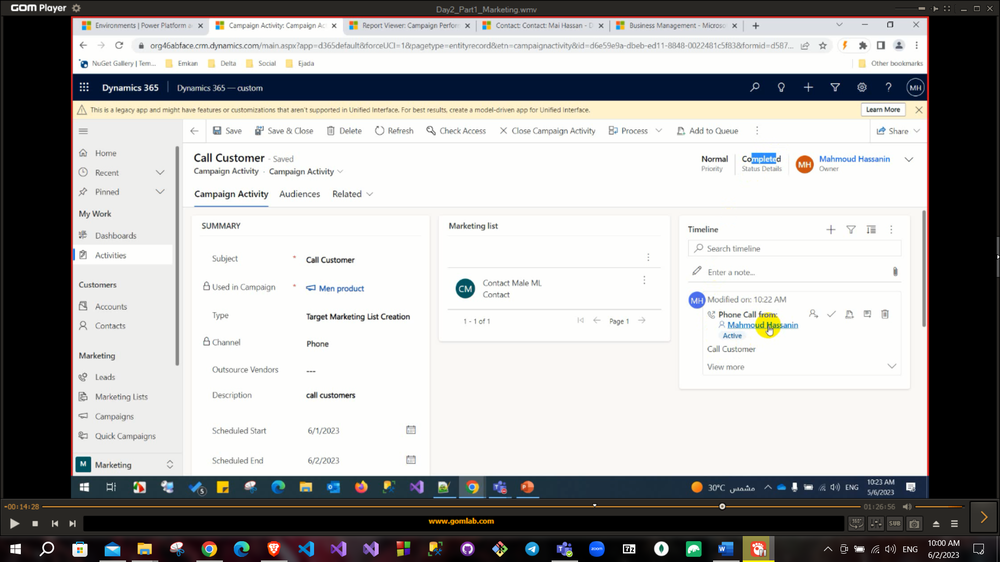 GOM Player
Day2_Part1_Marketing.wmv
Environments | Power Platform a
Campaign Activity: Campaign Ac
Report Viewer: Campaign Perfor
Contact: Contact: Mai Hassan - D
Business Management - Microso
org46abface.crm.dynamics.com/main.aspx?app=d365default&forceUCI=1&pagetype=entityrecord&etn=campaignactivity&id=d6e59e9a-dbeb-ed11-8848-0022481c5f83&formid=d587...
NuGet Gallery | Tem...
Emkan
Delta
Social
Ejada
Other bookmarks
Dynamics 365
Dynamics 365 — custom
MH
This is a legacy app and might have features or customizations that aren't supported in Unified Interface. For best results, create a model-driven app for Unified Interface.
Learn More
Save
Save & Close
Delete
Refresh
Check Access
Close Campaign Activity
Process
Add to Queue
Share
Home
Recent
Pinned
My Work
Dashboards
Activities
Customers
Accounts
Contacts
Marketing
Leads
Marketing Lists
Campaigns
Quick Campaigns
M Marketing
Call Customer - Saved
Campaign Activity · Campaign Activity
Normal
Priority
Completed
Status Details
MH
Mahmoud Hassanin
Owner
Campaign Activity
Audiences
Related
SUMMARY
Subject * Call Customer
Used in Campaign * Men product
Type Target Marketing List Creation
Channel Phone
Outsource Vendors ---
Description call customers
Scheduled Start 6/1/2023
Scheduled End 6/2/2023
Marketing list
CM
Contact Male ML
Contact
1 - 1 of 1
Page 1
Timeline
Search timeline
Enter a note...
MH
Modified on: 10:22 AM
Phone Call from:
Mahmoud Hassanin
Active
Call Customer
View more
5
30°C مشمس
ENG
10:23 AM
5/6/2023
-00:14:28
01:26:56
www.gomlab.com
360°
SUB
zoom
7z
ENG
10:00 AM
6/2/2023